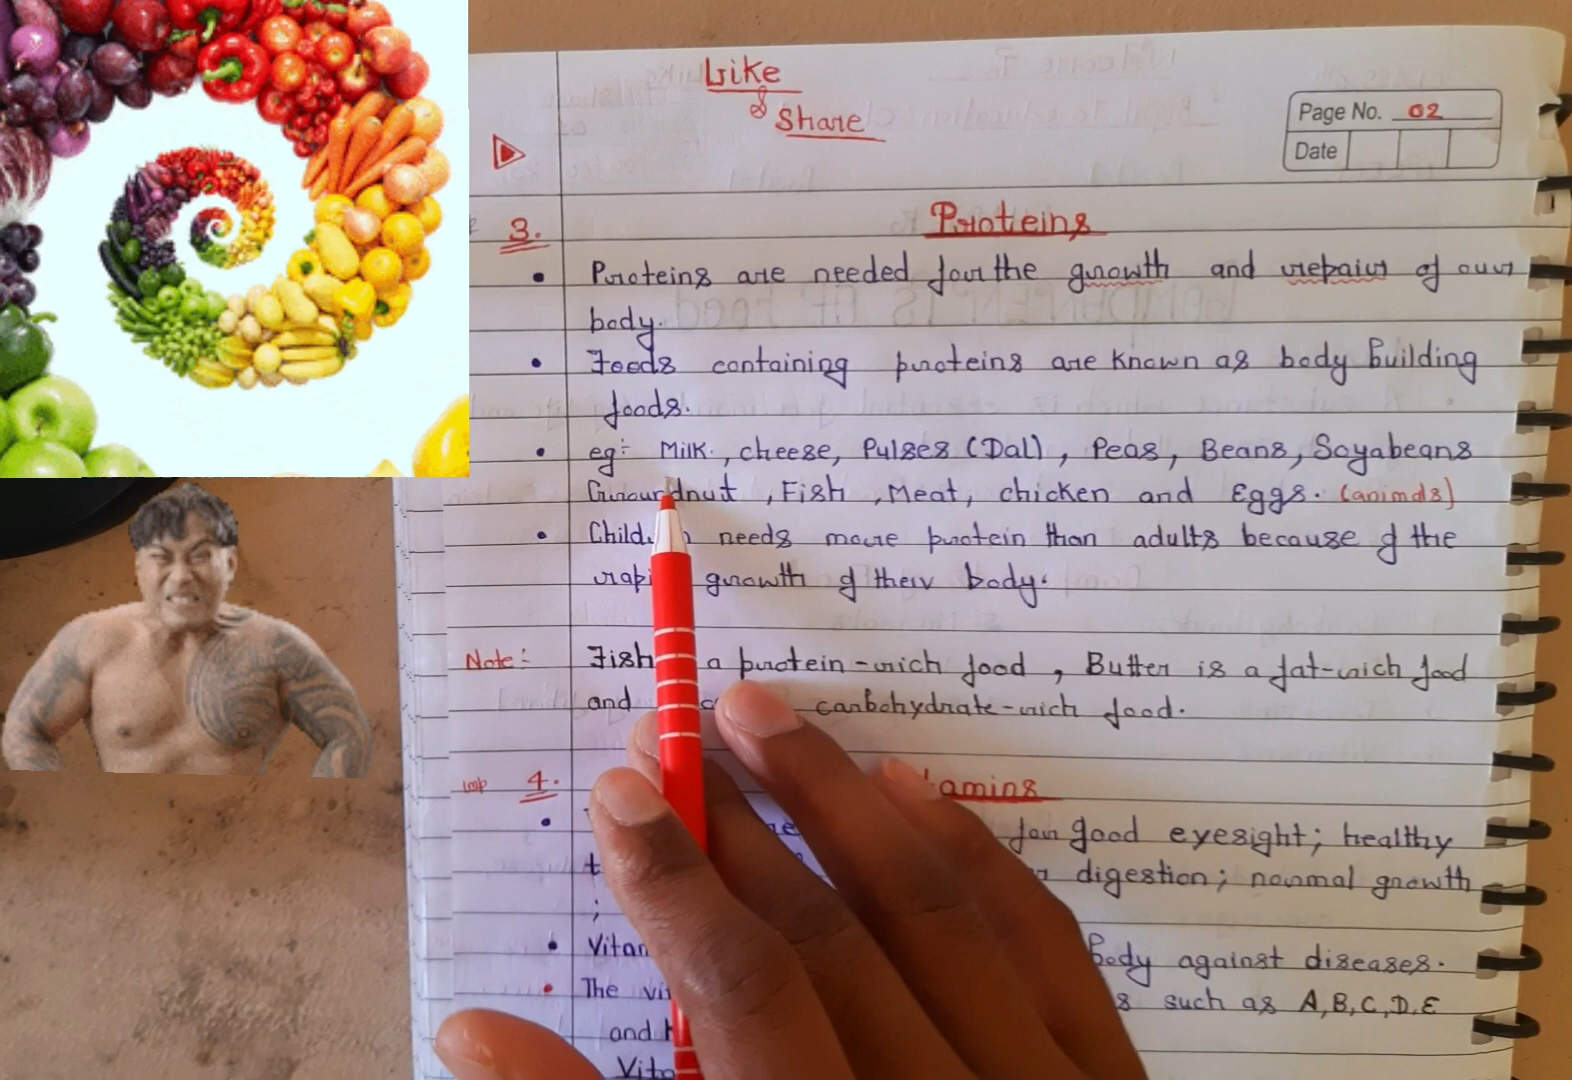 Like
&
Share
Page No. 02
Date
3. Proteins
• Proteins are needed for the growth and repair of our
body.
• Foods containing proteins are known as body building
foods.
• eg:- Milk, cheese, Pulses (Dal), Peas, Beans, Soyabeans
Groundnut, Fish, Meat, chicken and Eggs. (animals)
• needs more protein than adults because of the
growth of their body.
Note:- Fish a protein-rich food, Butter is a fat-rich food
and carbohydrate-rich food.
Imp 4.
• for good eyesight; healthy
digestion; normal growth
;
• body against diseases.
• The such as A,B,C,D,E
and